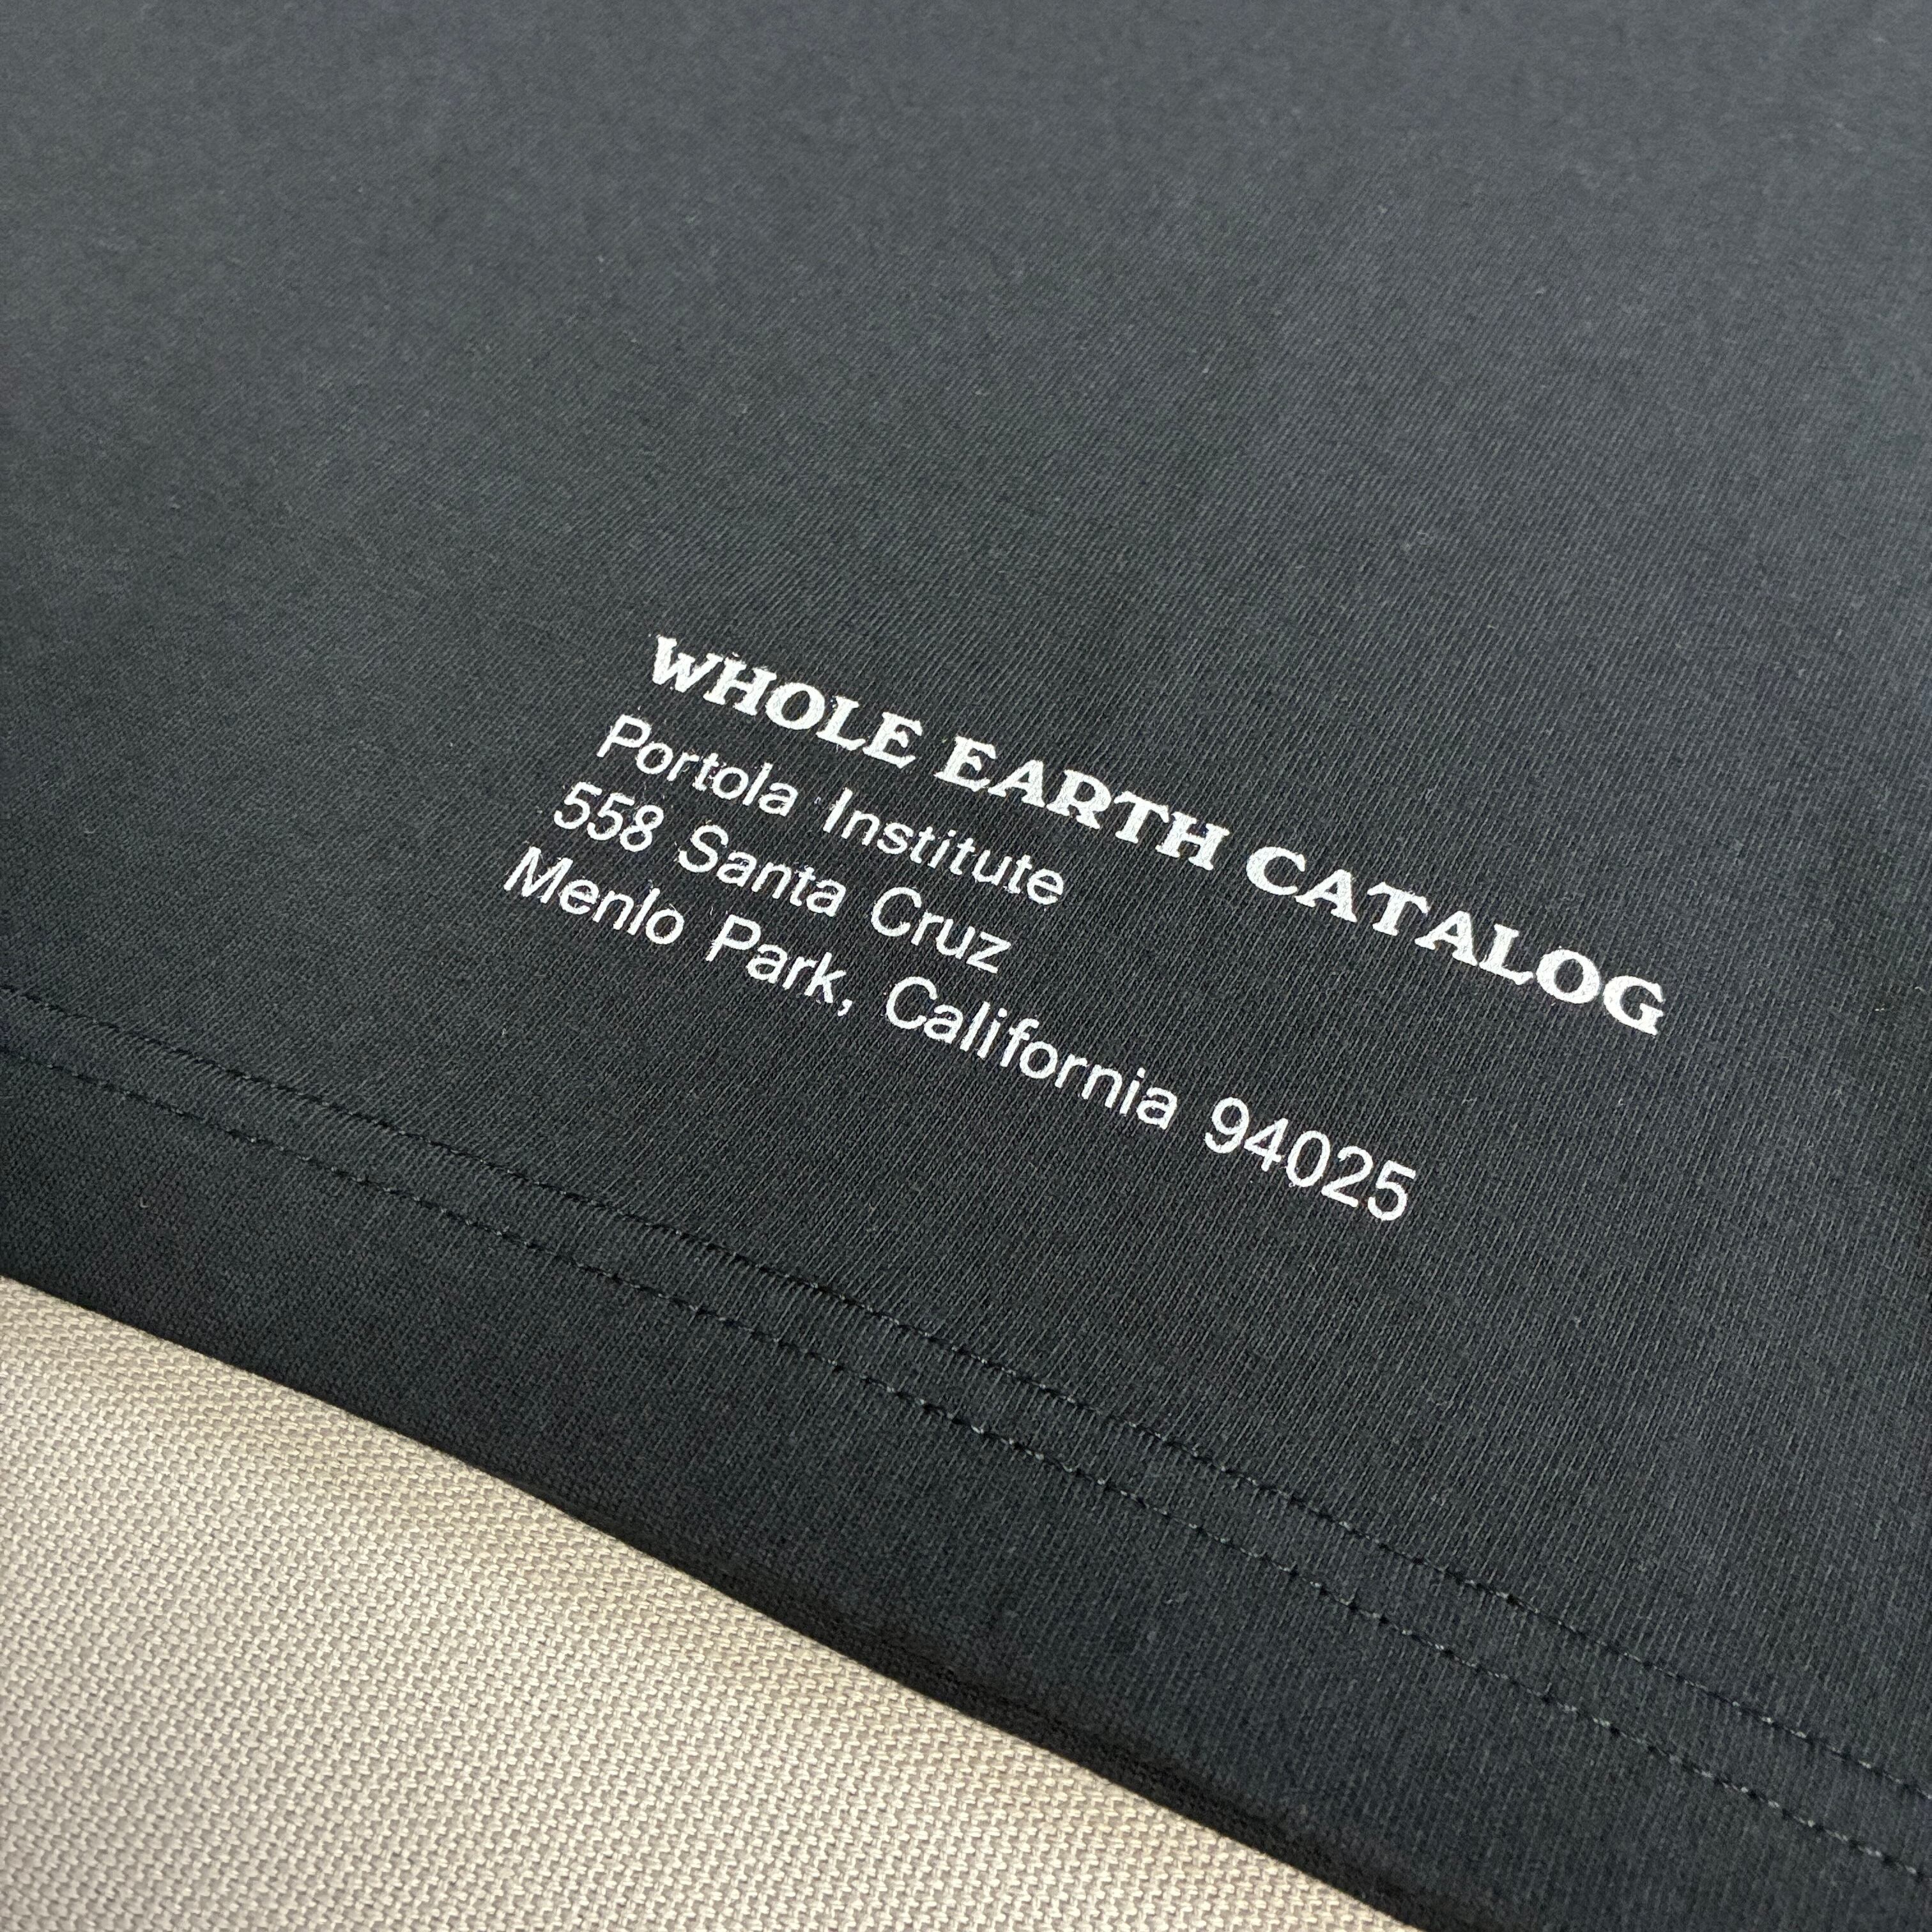 WHOLE EARTH CATALOG
Portola Institute
558 Santa Cruz
Menlo Park, California 94025